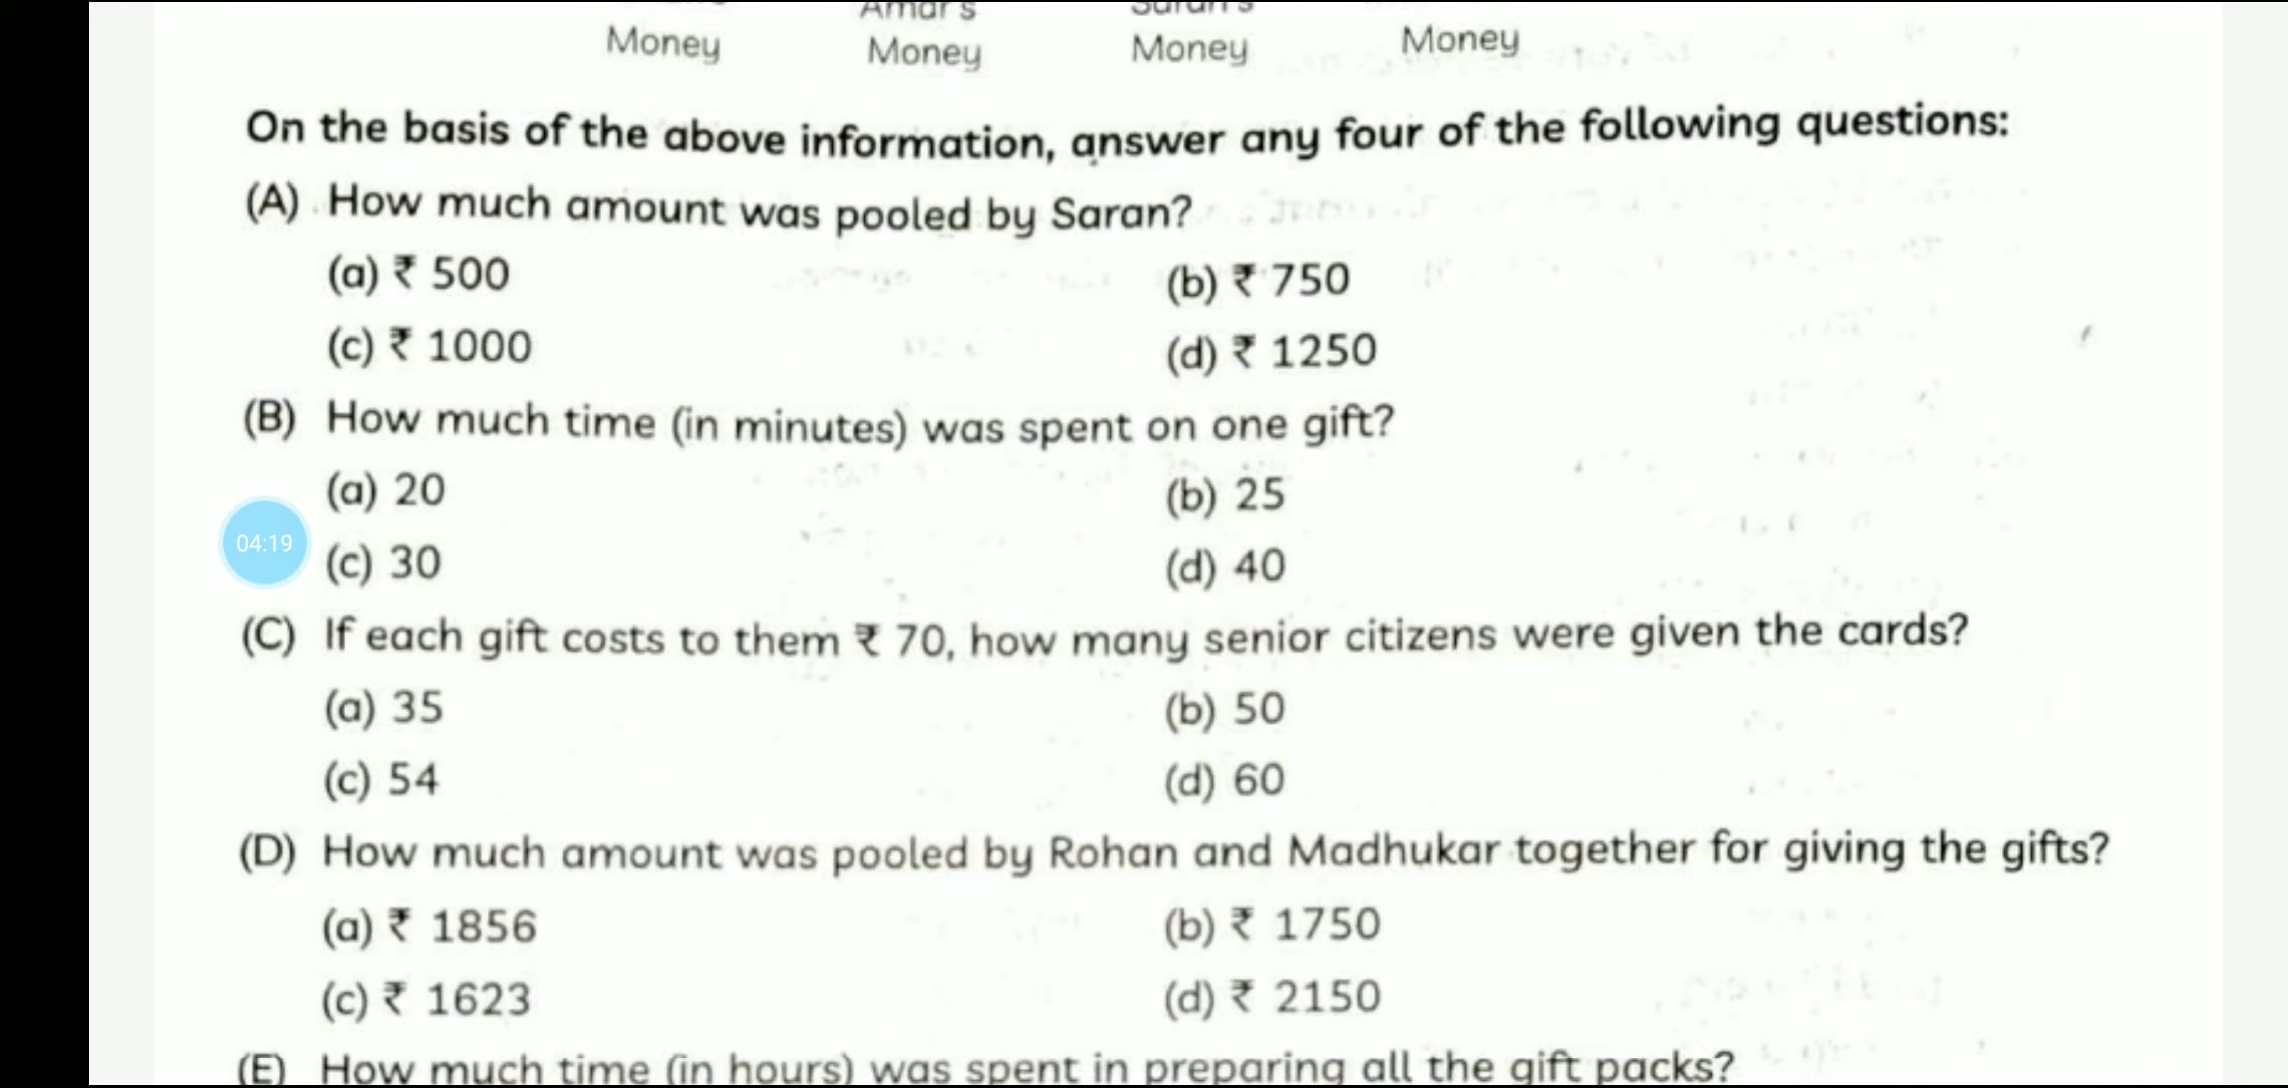 Amar's
Saran's
Money
Money
Money
Money
On the basis of the above information, answer any four of the following questions:
(A) How much amount was pooled by Saran?
(a) ₹ 500
(b) ₹ 750
(c) ₹ 1000
(d) ₹ 1250
(B) How much time (in minutes) was spent on one gift?
(a) 20
(b) 25
04:19
(c) 30
(d) 40
(C) If each gift costs to them ₹ 70, how many senior citizens were given the cards?
(a) 35
(b) 50
(c) 54
(d) 60
(D) How much amount was pooled by Rohan and Madhukar together for giving the gifts?
(a) ₹ 1856
(b) ₹ 1750
(c) ₹ 1623
(d) ₹ 2150
(E) How much time (in hours) was spent in preparing all the gift packs?